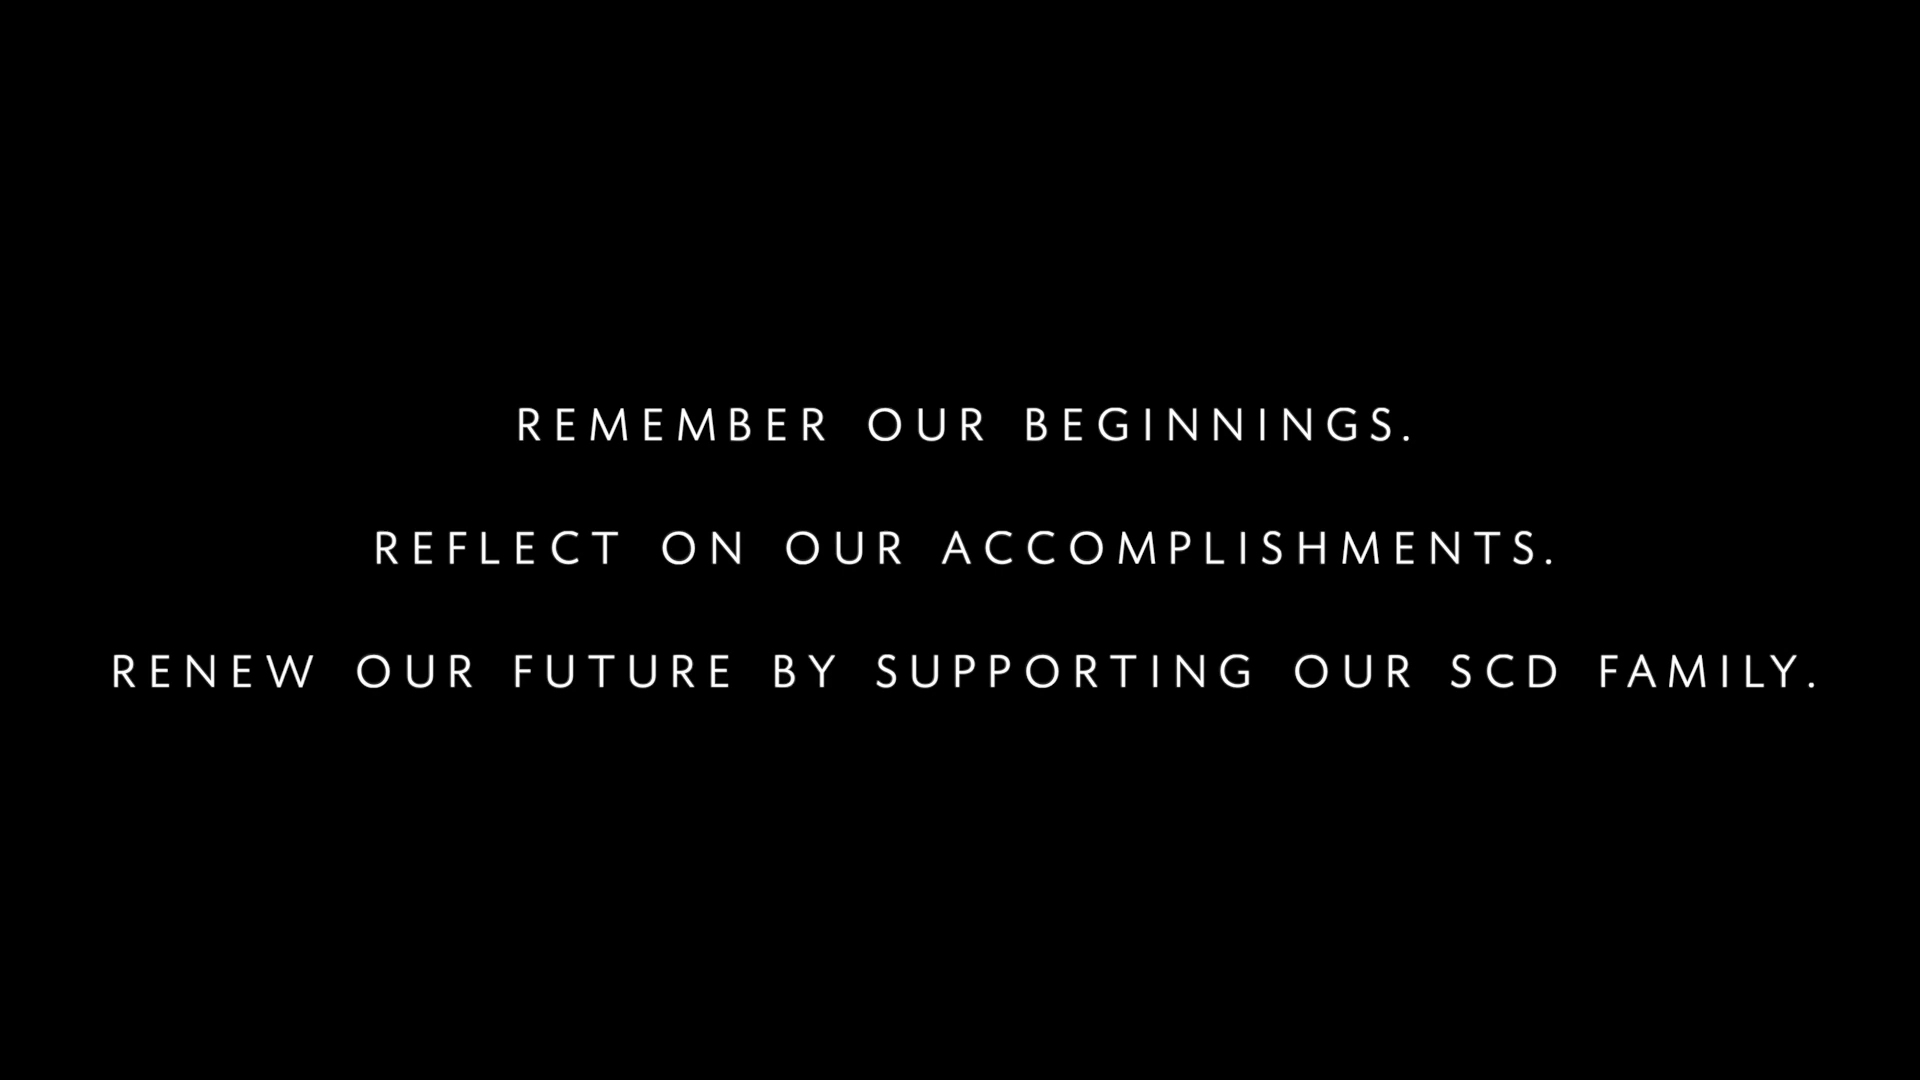 REMEMBER OUR BEGINNINGS.
REFLECT ON OUR ACCOMPLISHMENTS.
RENEW OUR FUTURE BY SUPPORTING OUR SCD FAMILY.